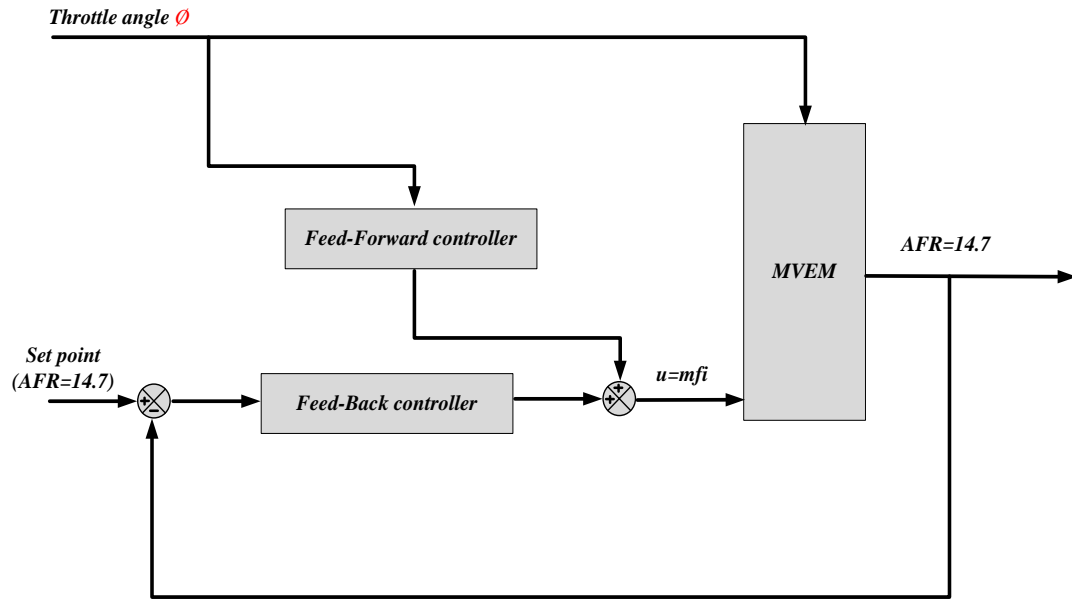 Throttle angle Ø
Feed-Forward controller
MVEM
AFR=14.7
Set point
(AFR=14.7)
+
-
Feed-Back controller
+
+
u=mfi